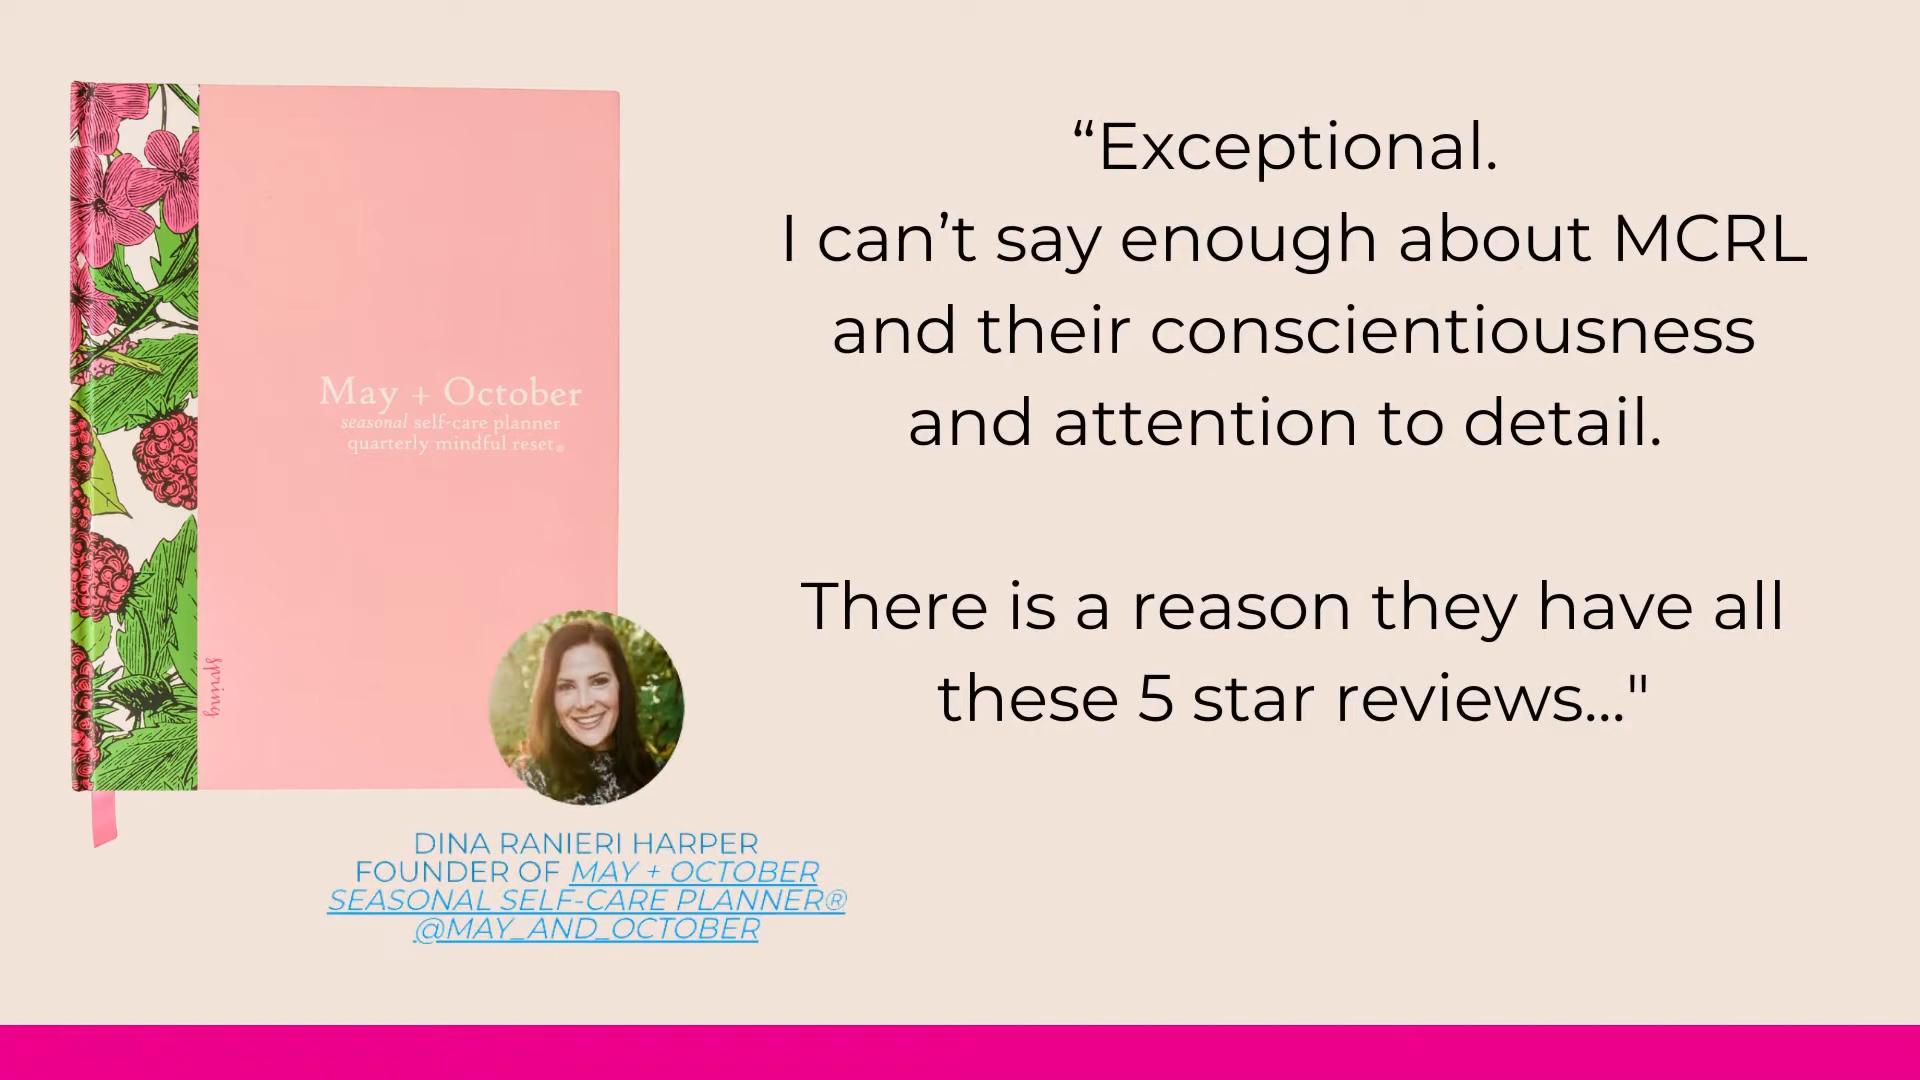 “Exceptional.
I can’t say enough about MCRL
and their conscientiousness
and attention to detail.
There is a reason they have all
these 5 star reviews..."
May + October
seasonal self-care planner
quarterly mindful reset®
spring
DINA RANIERI HARPER
FOUNDER OF MAY + OCTOBER
SEASONAL SELF-CARE PLANNER®
@MAY_AND_OCTOBER